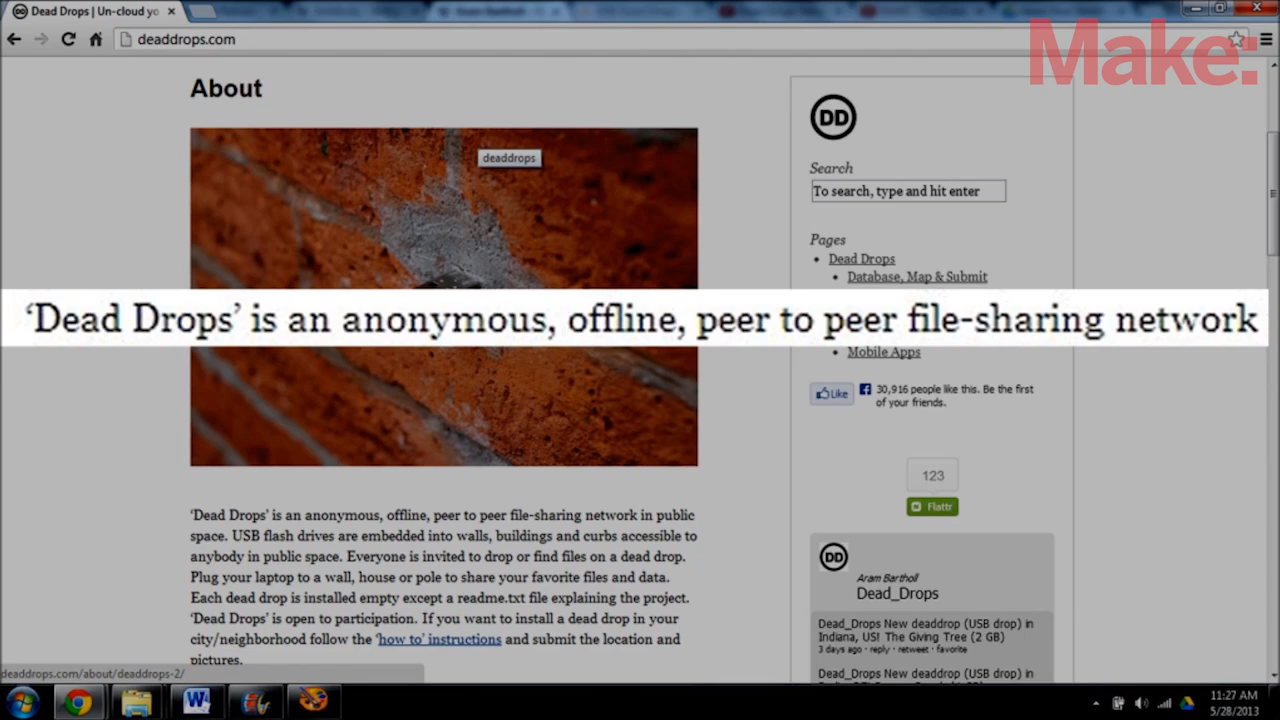 Dead Drops | Un-cloud yo
deaddrops.com
Make:
About
deaddrops
DD
Search
To search, type and hit enter
Pages
Dead Drops
Database, Map & Submit
‘Dead Drops’ is an anonymous, offline, peer to peer file-sharing network
Mobile Apps
Like
30,916 people like this. Be the first
of your friends.
123
Flattr
‘Dead Drops’ is an anonymous, offline, peer to peer file-sharing network in public
space. USB flash drives are embedded into walls, buildings and curbs accessible to
anybody in public space. Everyone is invited to drop or find files on a dead drop.
Plug your laptop to a wall, house or pole to share your favorite files and data.
Each dead drop is installed empty except a readme.txt file explaining the project.
‘Dead Drops’ is open to participation. If you want to install a dead drop in your
city/neighborhood follow the ‘how to’ instructions and submit the location and
pictures.
DD
Aram Bartholl
Dead_Drops
Dead_Drops New deaddrop (USB drop) in
Indiana, US! The Giving Tree (2 GB)
3 days ago · reply · retweet · favorite
Dead_Drops New deaddrop (USB drop) in
deaddrops.com/about/deaddrops-2/
11:27 AM
5/28/2013